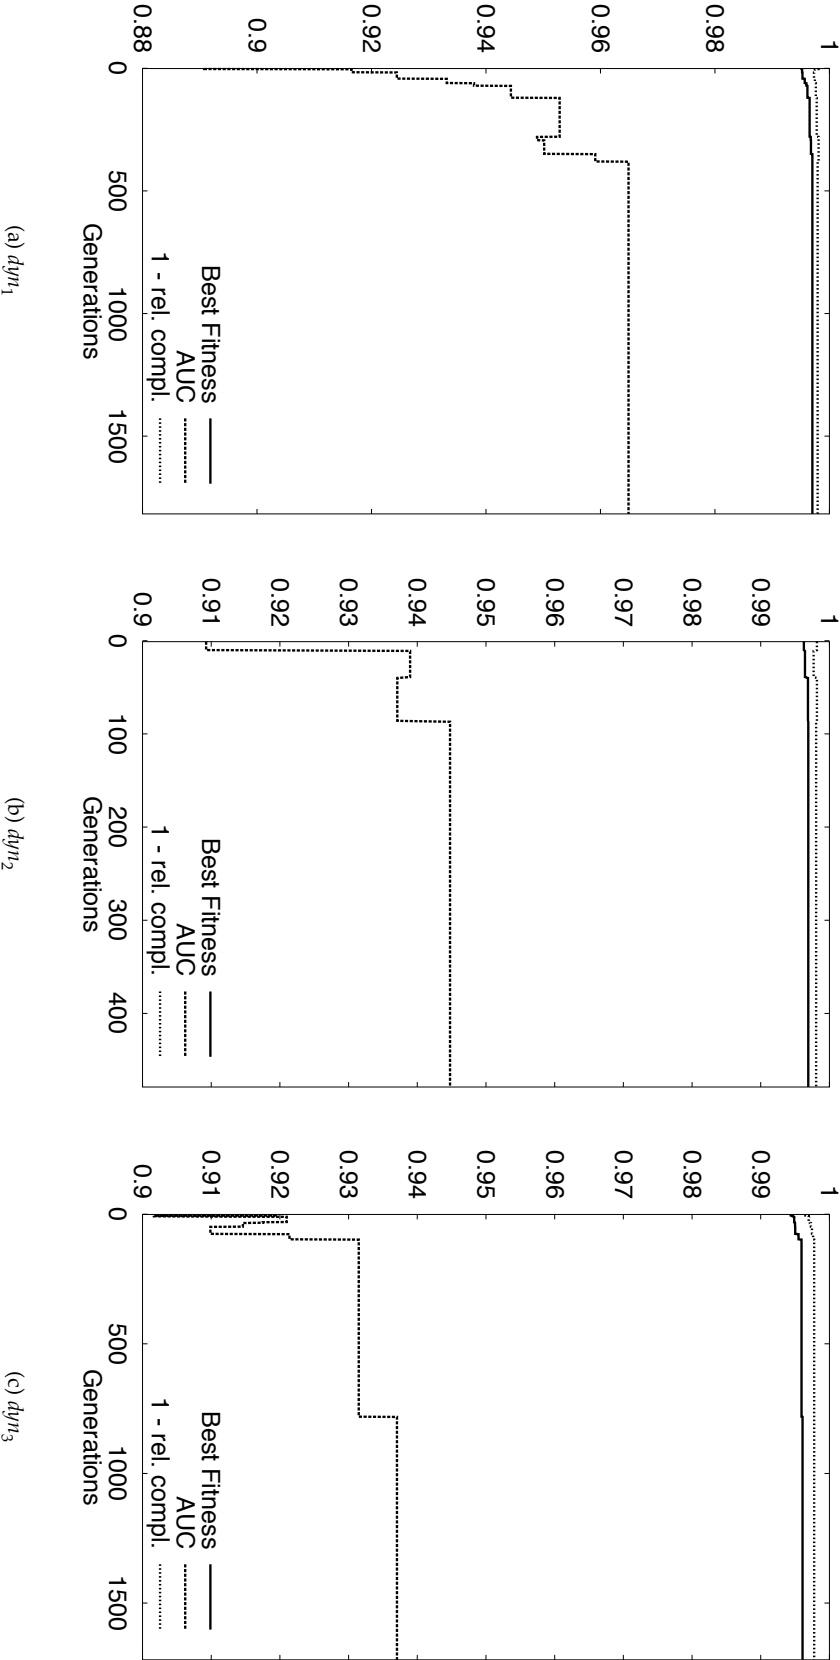 1
0.98
0.96
0.94
0.92
0.9
0.88
0
500
1000
1500
Generations
Best Fitness
AUC
1 - rel. compl.
(a) dyn1
1
0.99
0.98
0.97
0.96
0.95
0.94
0.93
0.92
0.91
0.9
0
100
200
300
400
Generations
Best Fitness
AUC
1 - rel. compl.
(b) dyn2
1
0.99
0.98
0.97
0.96
0.95
0.94
0.93
0.92
0.91
0.9
0
500
1000
1500
Generations
Best Fitness
AUC
1 - rel. compl.
(c) dyn3